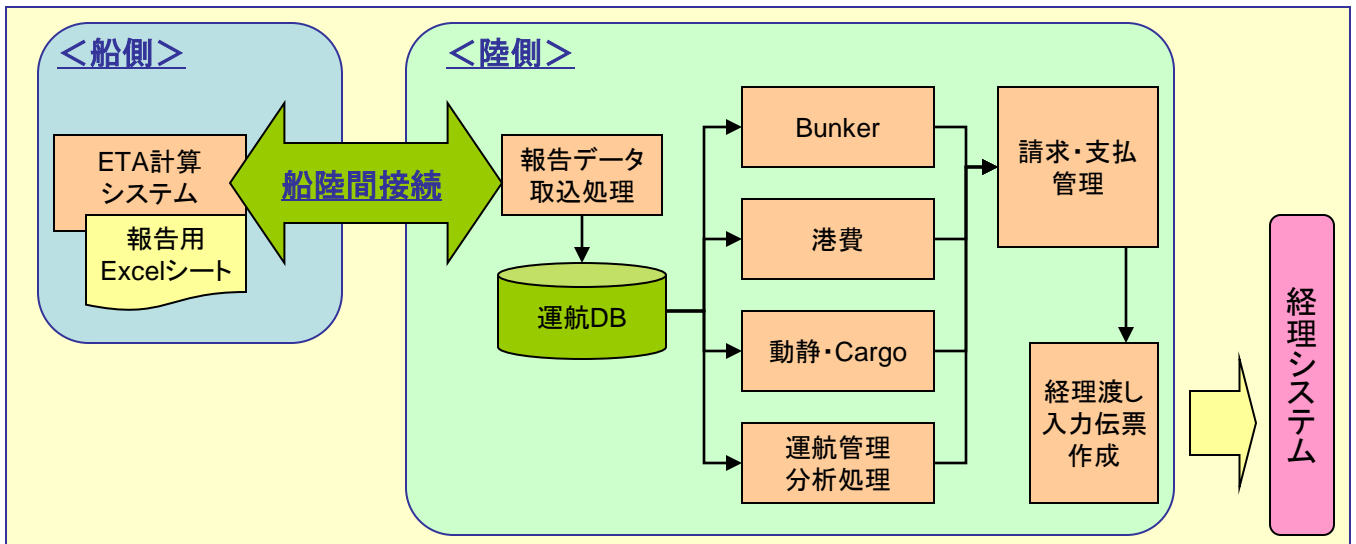 ＜船側＞
ETA計算
システム
報告用
Excelシート
船陸間接続
＜陸側＞
報告データ
取込処理
運航DB
Bunker
港費
動静・Cargo
運航管理
分析処理
請求・支払
管理
経理渡し
入力伝票
作成
経理システム